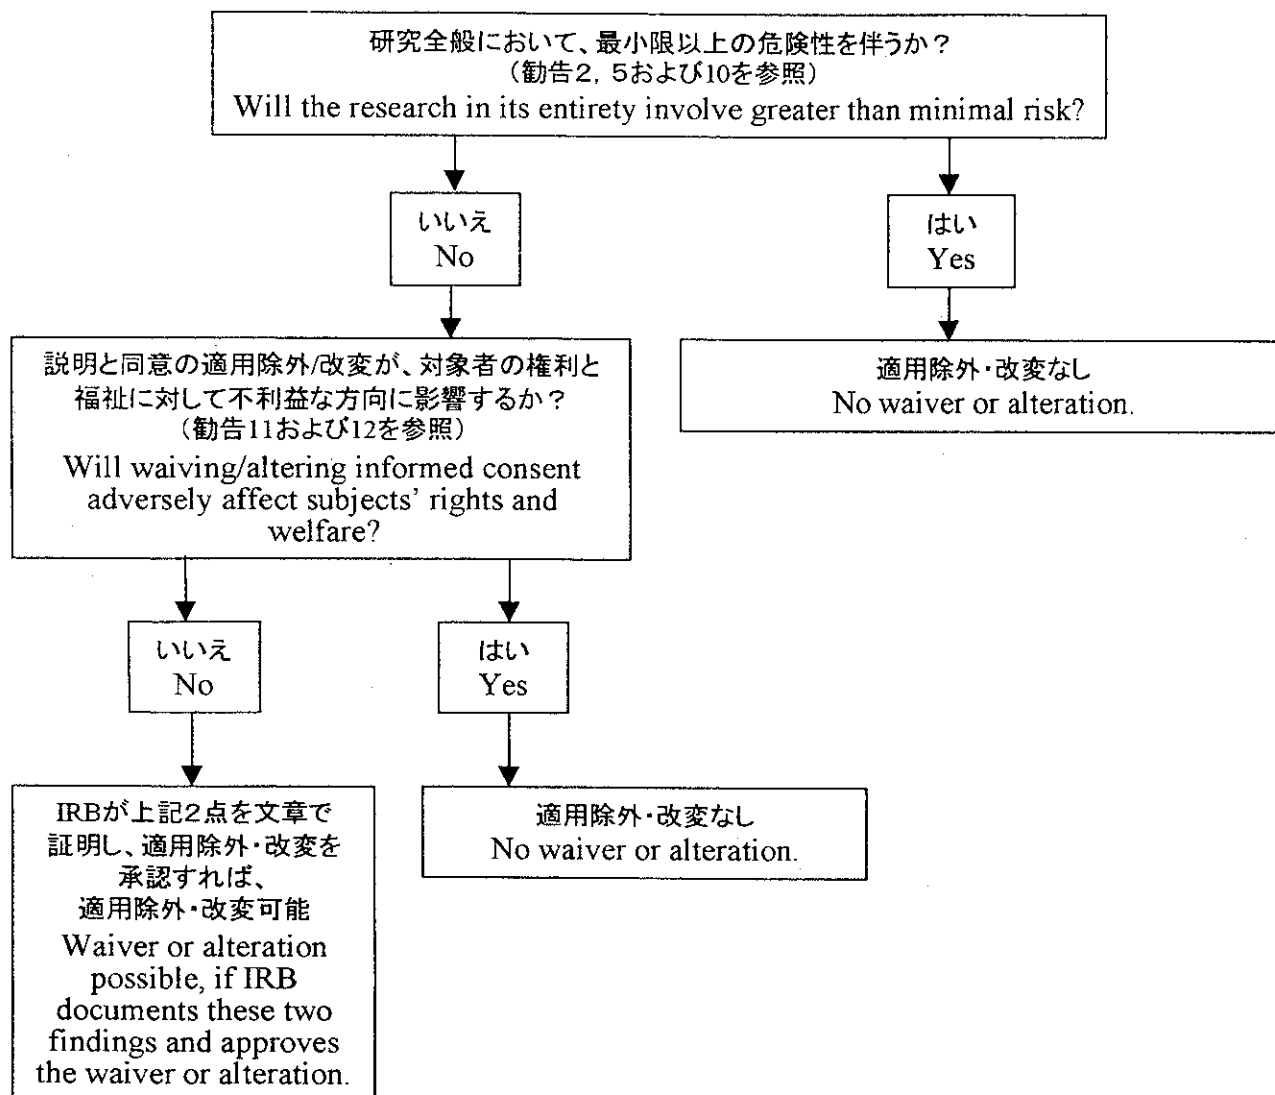 研究全般において、最小限以上の危険性を伴うか？
（勧告２，５および10を参照）
Will the research in its entirety involve greater than minimal risk?
いいえ
No
はい
Yes
説明と同意の適用除外/改変が、対象者の権利と
福祉に対して不利益な方向に影響するか？
（勧告11および12を参照）
Will waiving/altering informed consent
adversely affect subjects’ rights and
welfare?
適用除外・改変なし
No waiver or alteration.
いいえ
No
はい
Yes
IRBが上記２点を文章で
証明し、適用除外・改変を
承認すれば、
適用除外・改変可能
Waiver or alteration
possible, if IRB
documents these two
findings and approves
the waiver or alteration.
適用除外・改変なし
No waiver or alteration.